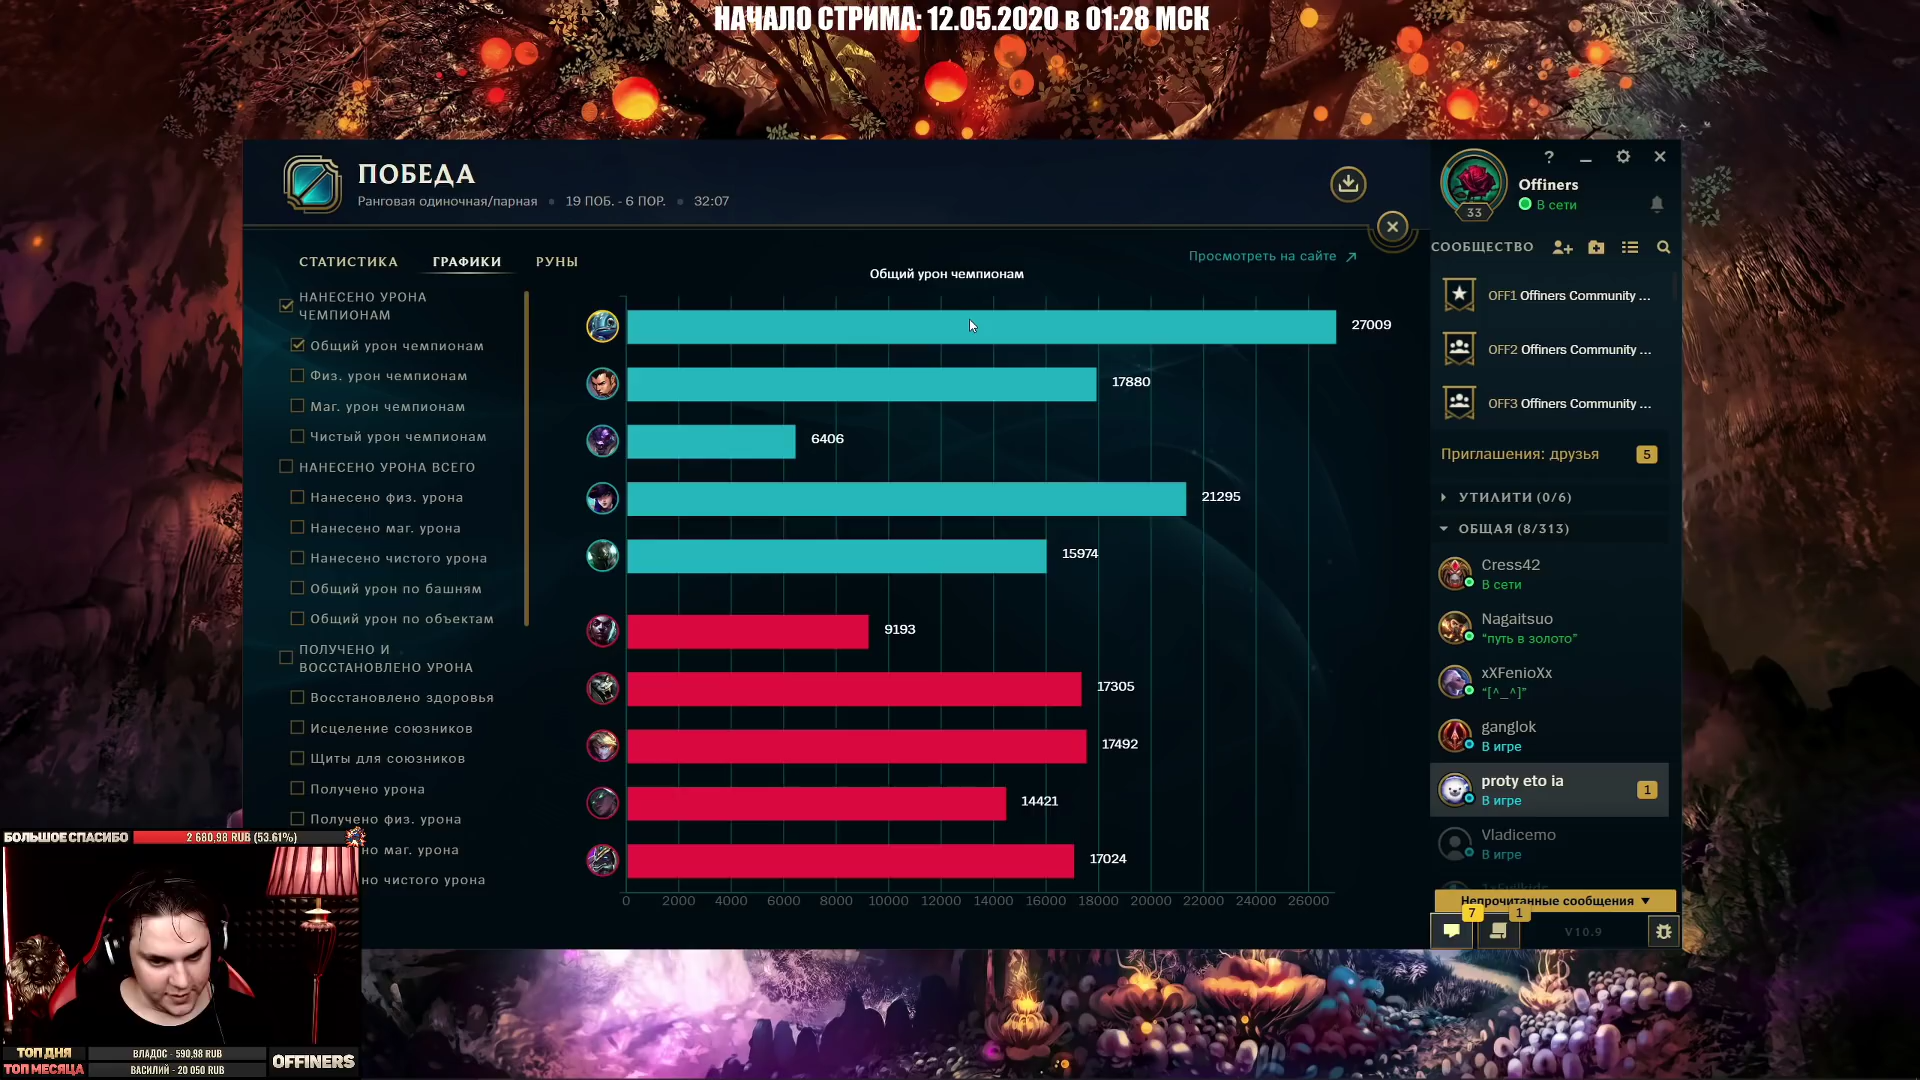 НАЧАЛО СТРИМА: 12.05.2020 в 01:28 МСК
ПОБЕДА
Ранговая одиночная/парная • 19 ПОБ. - 6 ПОР. • 32:07
СТАТИСТИКА
ГРАФИКИ
РУНЫ
Просмотреть на сайте
Общий урон чемпионам
НАНЕСЕНО УРОНА
ЧЕМПИОНАМ
Общий урон чемпионам
Физ. урон чемпионам
Маг. урон чемпионам
Чистый урон чемпионам
НАНЕСЕНО УРОНА ВСЕГО
Нанесено физ. урона
Нанесено маг. урона
Нанесено чистого урона
Общий урон по башням
Общий урон по объектам
ПОЛУЧЕНО И
ВОССТАНОВЛЕНО УРОНА
Восстановлено здоровья
Исцеление союзников
Щиты для союзников
Получено урона
Получено физ. урона
но маг. урона
но чистого урона
27009
17880
6406
21295
15974
9193
17305
17492
14421
17024
0 2000 4000 6000 8000 10000 12000 14000 16000 18000 20000 22000 24000 26000
?
33
Offiners
В сети
СООБЩЕСТВО
OFF1 Offiners Community ...
OFF2 Offiners Community ...
OFF3 Offiners Community ...
Приглашения: друзья 5
УТИЛИТИ (0/6)
ОБЩАЯ (8/313)
Cress42
В сети
Nagaitsuo
"путь в золото"
xXFenioXx
"[^_^]"
ganglok
В игре
proty eto ia
В игре
1
Vladicemo
В игре
Непрочитанные сообщения
7
1
V10.9
БОЛЬШОЕ СПАСИБО
2 680,98 RUB (53.61%)
ТОП ДНЯ
ВЛАДОС - 590,98 RUB
ТОП МЕСЯЦА
ВАСИЛИЙ - 20 050 RUB
OFFINERS